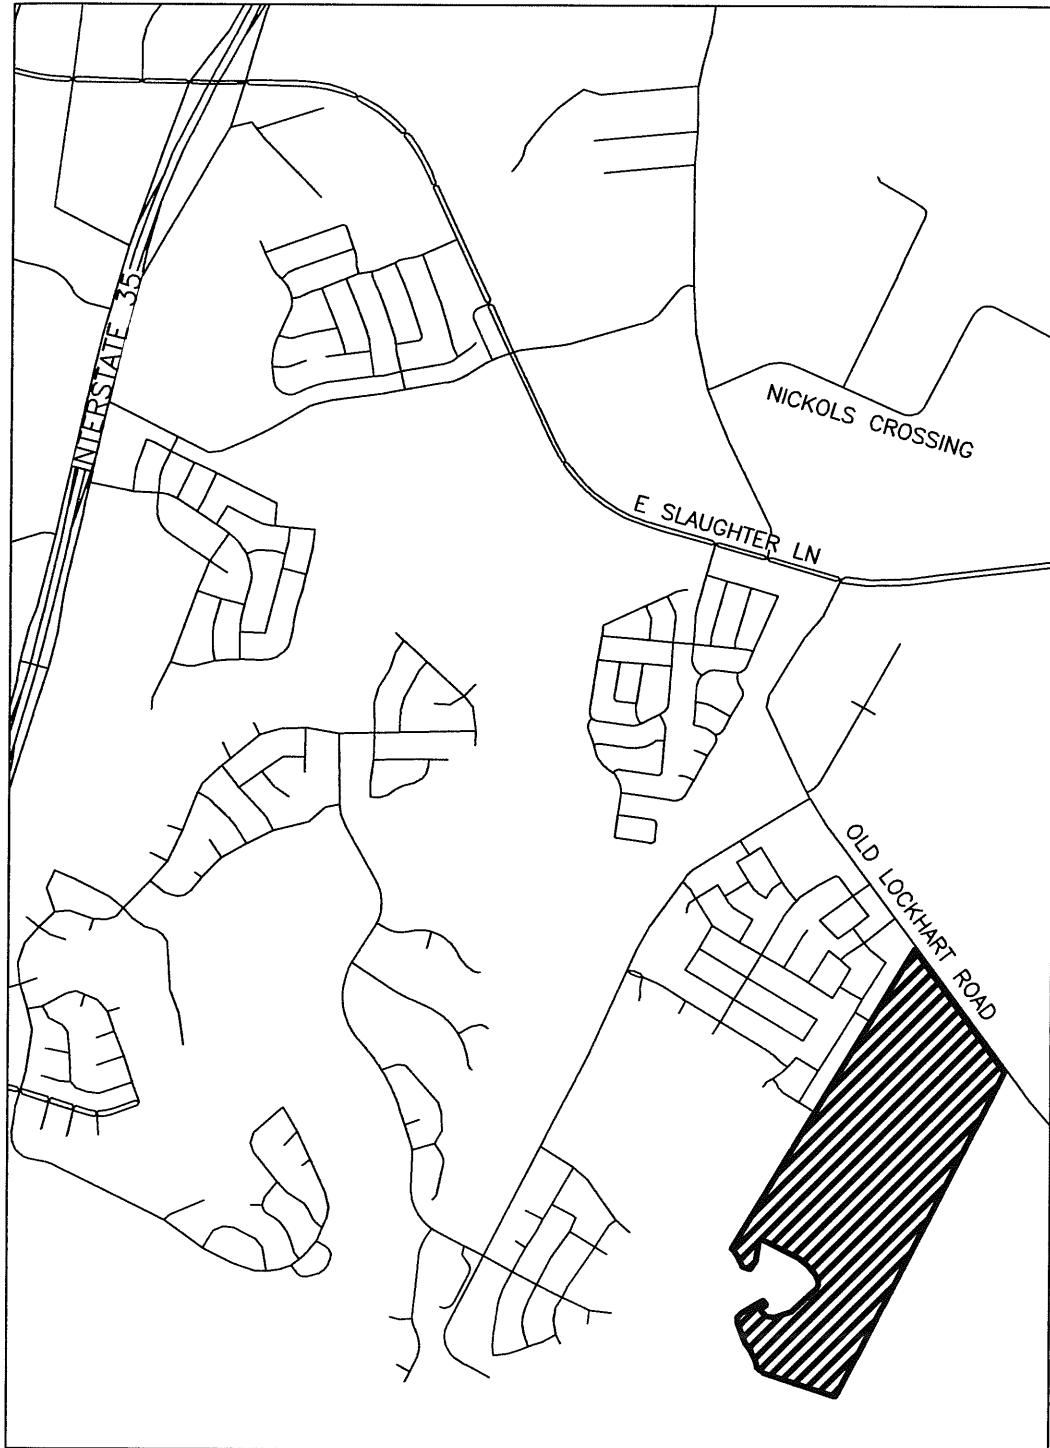 INTERSTATE 35
NICKOLS CROSSING
E SLAUGHTER LN
OLD LOCKHART ROAD